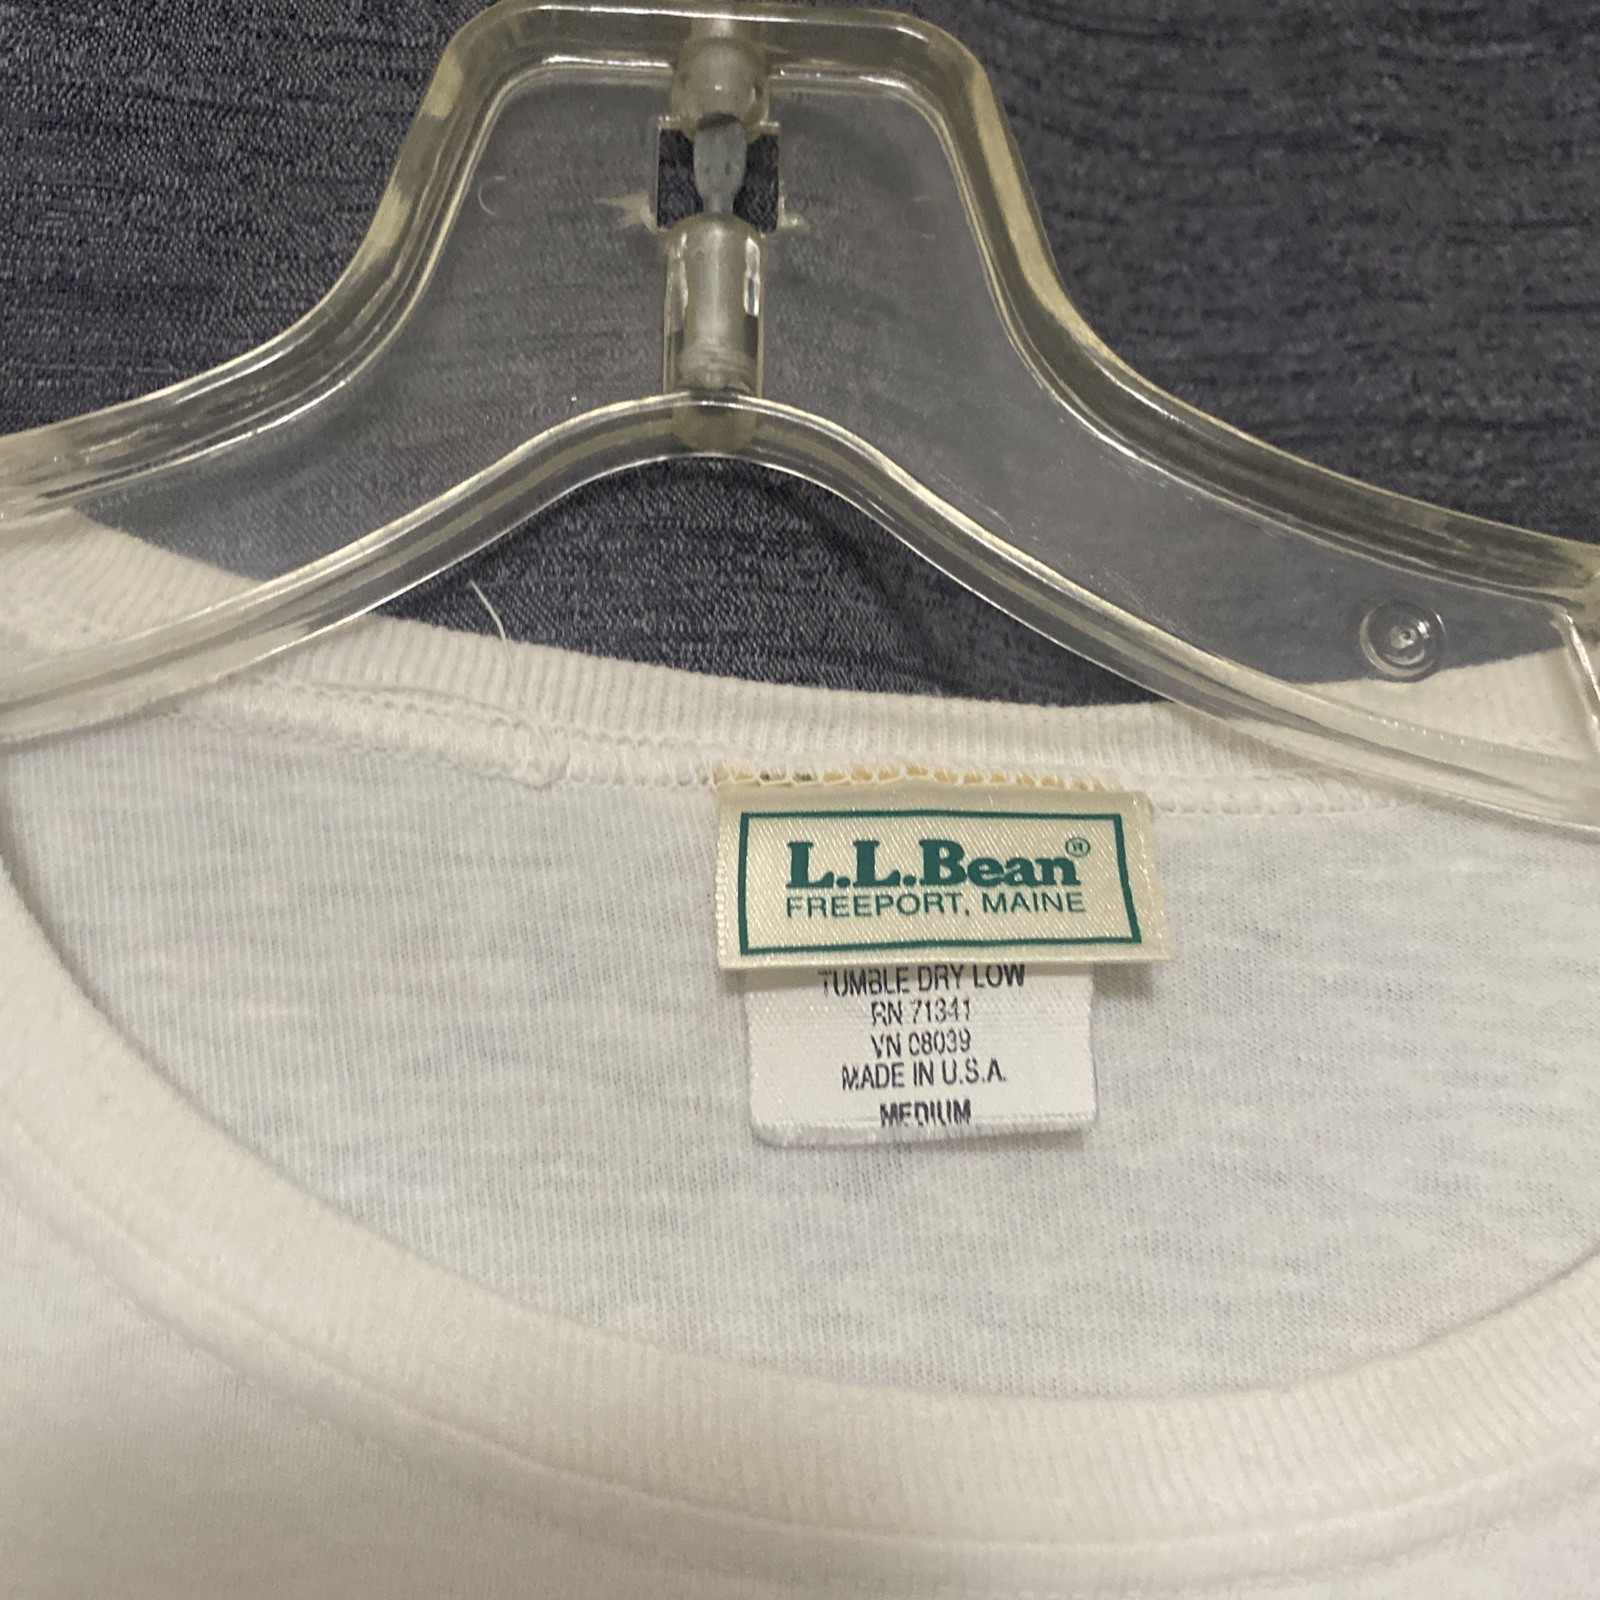 L.L.Bean®
FREEPORT, MAINE
TUMBLE DRY LOW
RN 71341
VN 08039
MADE IN U.S.A.
MEDIUM